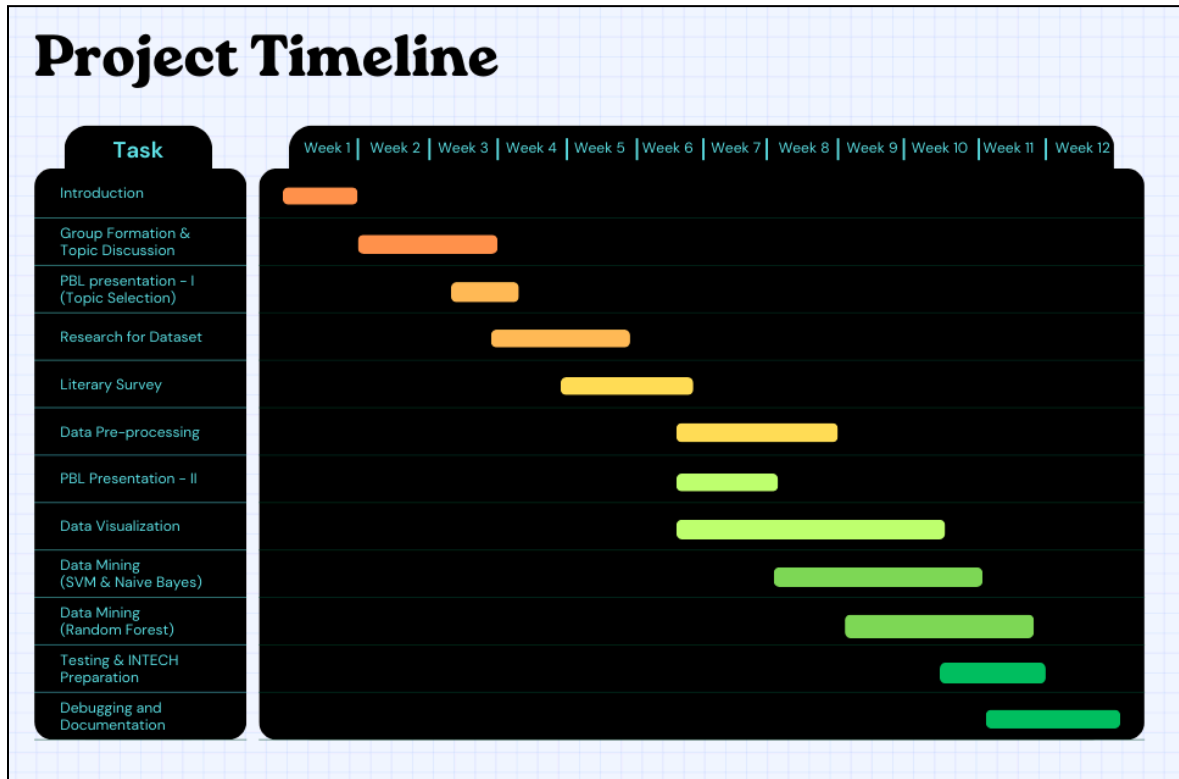 Project Timeline
Task
Week 1 Week 2 Week 3 Week 4 Week 5 Week 6 Week 7 Week 8 Week 9 Week 10 Week 11 Week 12
Introduction
Group Formation &
Topic Discussion
PBL presentation - I
(Topic Selection)
Research for Dataset
Literary Survey
Data Pre-processing
PBL Presentation - II
Data Visualization
Data Mining
(SVM & Naive Bayes)
Data Mining
(Random Forest)
Testing & INTECH
Preparation
Debugging and
Documentation